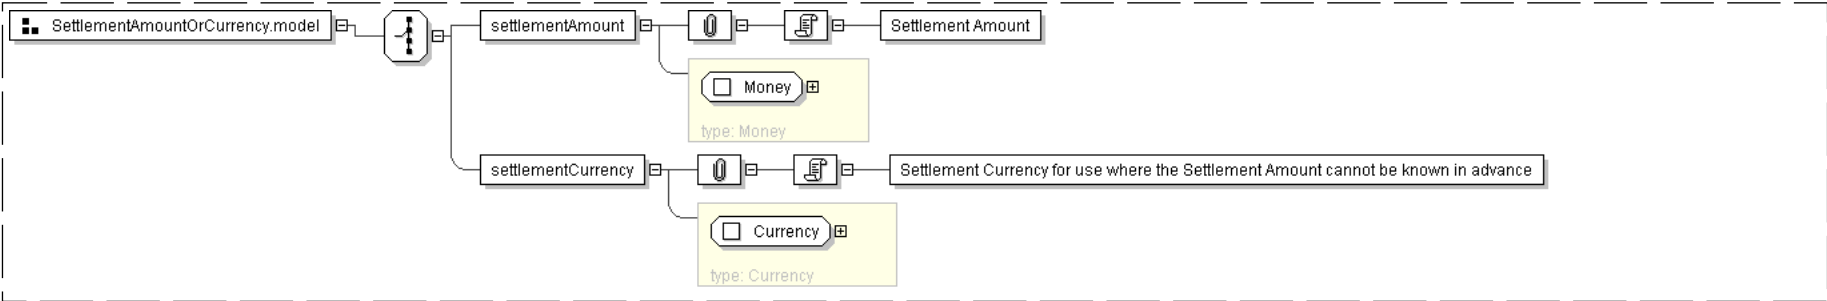 SettlementAmountOrCurrency.model
settlementAmount
Settlement Amount
Money
type: Money
settlementCurrency
Settlement Currency for use where the Settlement Amount cannot be known in advance
Currency
type: Currency